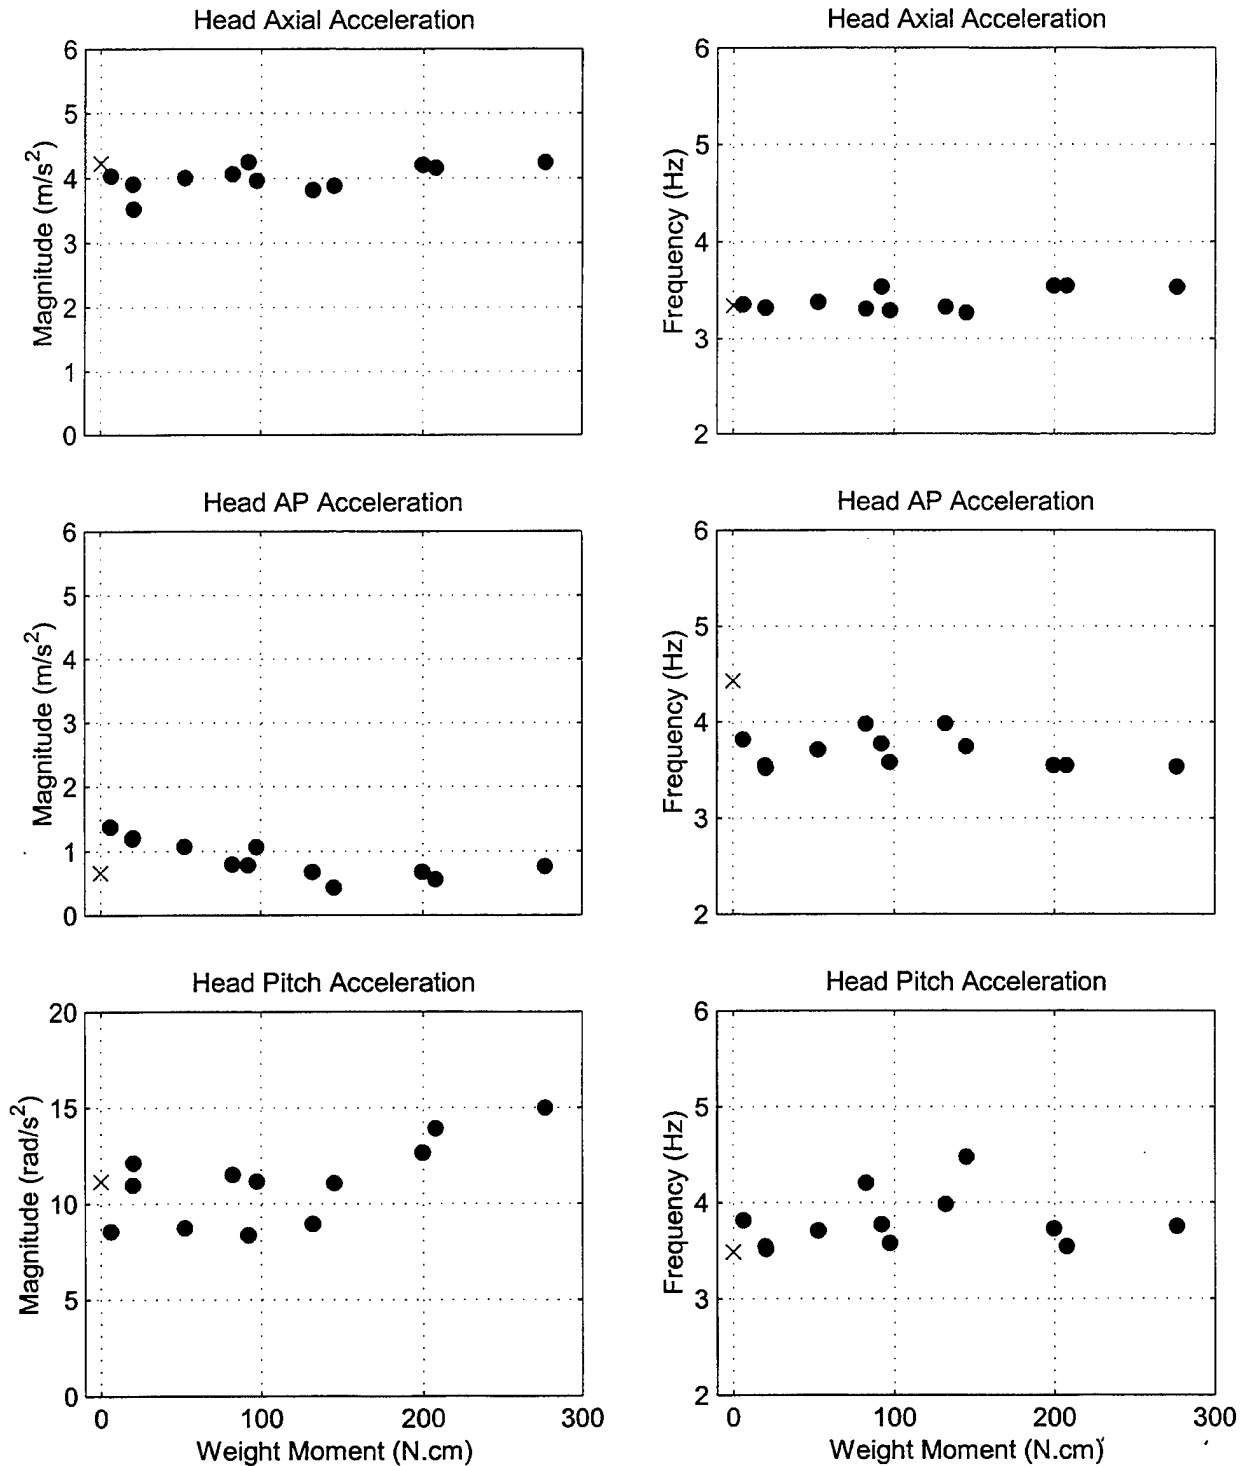 Head Axial Acceleration
6
5
4
3
2
1
0
Magnitude (m/s²)
Head Axial Acceleration
6
5
4
3
2
Frequency (Hz)
Head AP Acceleration
6
5
4
3
2
1
0
Magnitude (m/s²)
Head AP Acceleration
6
5
4
3
2
Frequency (Hz)
Head Pitch Acceleration
20
15
10
5
0
Magnitude (rad/s²)
0 100 200 300
Weight Moment (N.cm)
Head Pitch Acceleration
6
5
4
3
2
Frequency (Hz)
0 100 200 300
Weight Moment (N.cm)